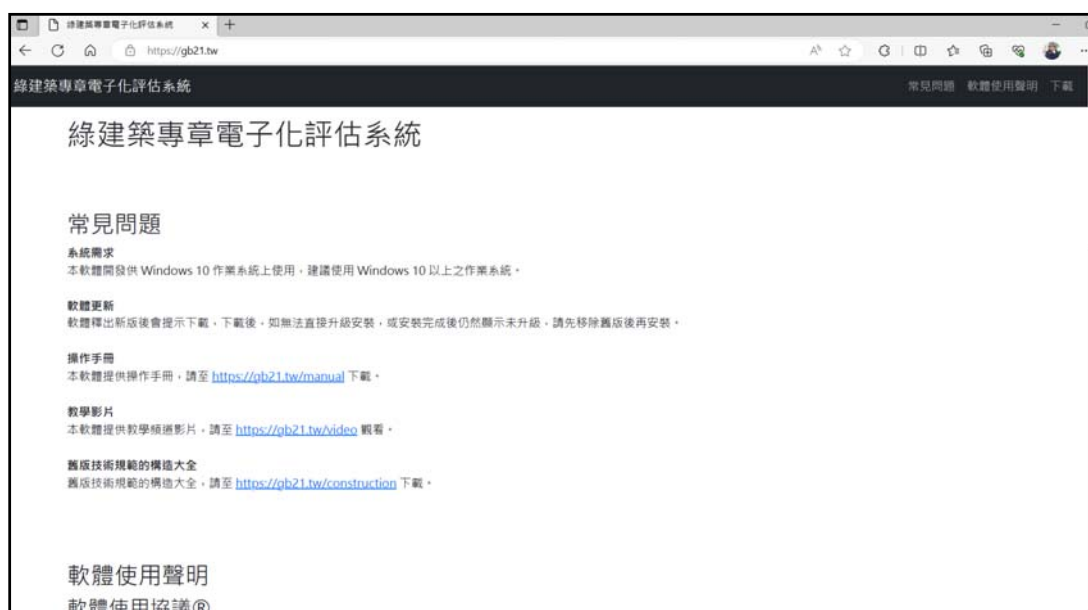 綠建築專章電子化評估系統
https://gb21.tw
綠建築專章電子化評估系統
常見問題 軟體使用聲明 下載
綠建築專章電子化評估系統
常見問題
系統需求
本軟體開發供 Windows 10 作業系統上使用，建議使用 Windows 10 以上之作業系統。
軟體更新
軟體釋出新版後會提示下載，下載後，如無法直接升級安裝，或安裝完成後仍然顯示未升級，請先移除舊版後再安裝。
操作手冊
本軟體提供操作手冊，請至 https://gb21.tw/manual 下載。
教學影片
本軟體提供教學頻道影片，請至 https://gb21.tw/video 觀看。
舊版技術規範的構造大全
舊版技術規範的構造大全，請至 https://gb21.tw/construction 下載。
軟體使用聲明
軟體使用協議®